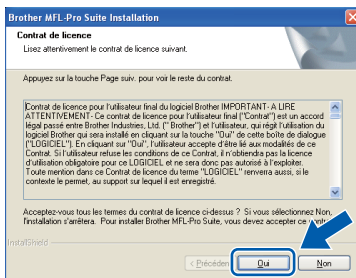 Brother MFL-Pro Suite Installation
Contrat de licence
Lisez attentivement le contrat de licence suivant.
Appuyez sur la touche Page suiv. pour voir le reste du contrat.
Contrat de licence pour l'utilisateur final du logiciel Brother IMPORTANT- A LIRE
ATTENTIVEMENT- Ce contrat de licence pour l'utilisateur final ("Contrat") est un accord
légal passé entre Brother Industries, Ltd. (" Brother") et l'utilisateur, qui régit l'utilisation du
logiciel Brother qui sera installé en cliquant sur la touche "Oui" de cette boîte de dialogue
("LOGICIEL"). En cliquant sur "Oui", l'utilisateur accepte d'être lié aux modalités de ce
Contrat. Si l'utilisateur refuse les conditions de ce Contrat, il n'obtiendra pas la licence
d'utilisation obligatoire pour ce LOGICIEL et ne sera donc pas autorisé à l'exploiter.
Toute mention dans ce Contrat de licence du terme "LOGICIEL" renverra aussi, si le
contexte le permet, au support sur lequel il est enregistré.
Acceptez-vous tous les termes du contrat de licence ci-dessus ? Si vous sélectionnez Non,
l'installation s'arrêtera. Pour installer Brother MFL-Pro Suite, vous devez accepter ce
InstallShield
< Précéden Oui Non